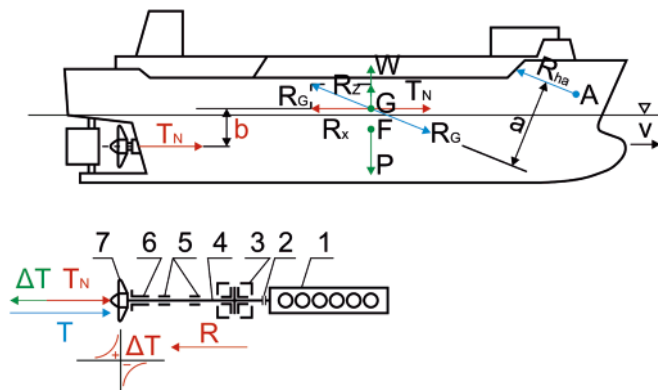 W
R_ha
R_z
T_N
R_G
G
A
T_N
b
R_x
F
R_G
a
V
P
7
6
5
4
3
2
1
ΔT
T_N
T
ΔT
R
+
-